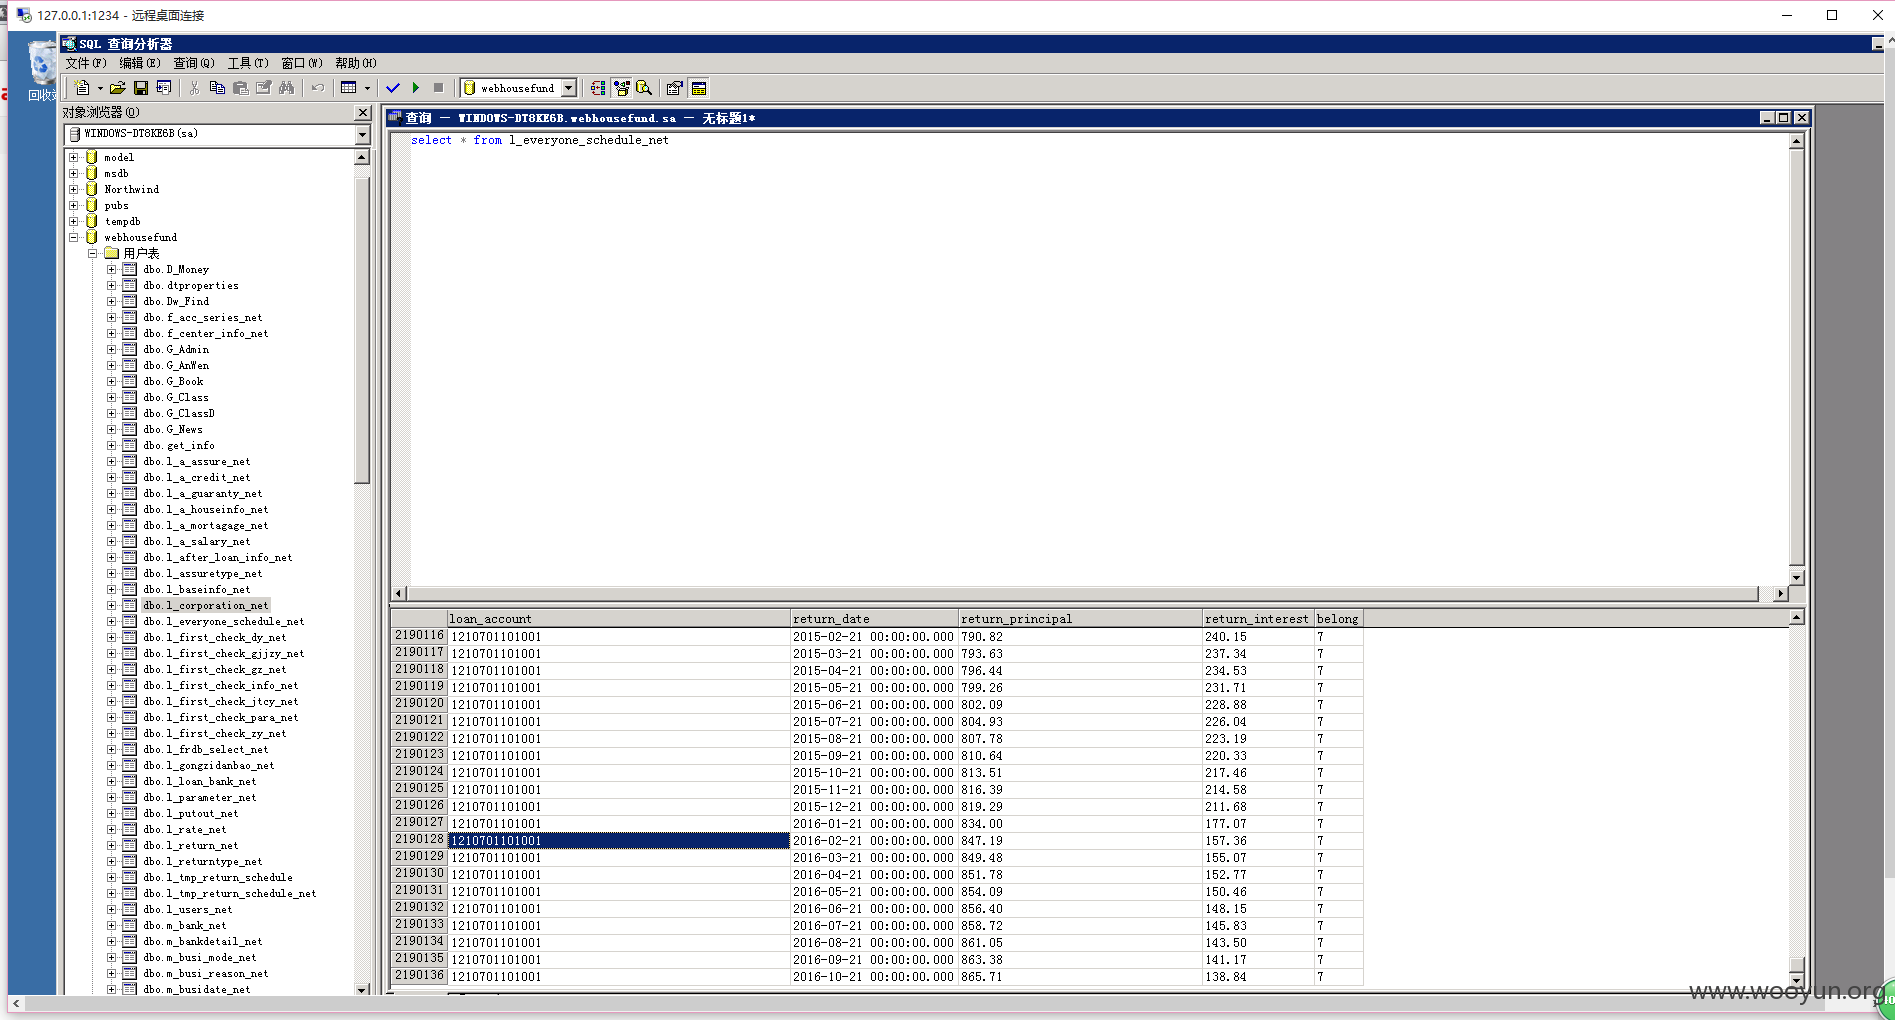 127.0.0.1:1234 - 远程桌面连接
SQL 查询分析器
文件(F) 编辑(E) 查询(Q) 工具(T) 窗口(W) 帮助(H)
webhousefund
回收站
对象浏览器(O)
WINDOWS-DT8KE6B(sa)
model
msdb
Northwind
pubs
tempdb
webhousefund
用户表
dbo.D_Money
dbo.dtproperties
dbo.Dw_Find
dbo.f_acc_series_net
dbo.f_center_info_net
dbo.G_Admin
dbo.G_AnWen
dbo.G_Book
dbo.G_Class
dbo.G_ClassD
dbo.G_News
dbo.get_info
dbo.l_a_assure_net
dbo.l_a_credit_net
dbo.l_a_guaranty_net
dbo.l_a_houseinfo_net
dbo.l_a_mortagage_net
dbo.l_a_salary_net
dbo.l_after_loan_info_net
dbo.l_assuretype_net
dbo.l_baseinfo_net
dbo.l_corporation_net
dbo.l_everyone_schedule_net
dbo.l_first_check_dy_net
dbo.l_first_check_gjjzy_net
dbo.l_first_check_gz_net
dbo.l_first_check_info_net
dbo.l_first_check_jtcy_net
dbo.l_first_check_para_net
dbo.l_first_check_zy_net
dbo.l_frdb_select_net
dbo.l_gongzidanbao_net
dbo.l_loan_bank_net
dbo.l_parameter_net
dbo.l_putout_net
dbo.l_rate_net
dbo.l_return_net
dbo.l_returntype_net
dbo.l_tmp_return_schedule
dbo.l_tmp_return_schedule_net
dbo.l_users_net
dbo.m_bank_net
dbo.m_bankdetail_net
dbo.m_busi_mode_net
dbo.m_busi_reason_net
dbo.m_busidate_net
查询 — WINDOWS-DT8KE6B.webhousefund.sa — 无标题1*
select * from l_everyone_schedule_net
loan_account return_date return_principal return_interest belong
2190116 1210701101001 2015-02-21 00:00:00.000 790.82 240.15 7
2190117 1210701101001 2015-03-21 00:00:00.000 793.63 237.34 7
2190118 1210701101001 2015-04-21 00:00:00.000 796.44 234.53 7
2190119 1210701101001 2015-05-21 00:00:00.000 799.26 231.71 7
2190120 1210701101001 2015-06-21 00:00:00.000 802.09 228.88 7
2190121 1210701101001 2015-07-21 00:00:00.000 804.93 226.04 7
2190122 1210701101001 2015-08-21 00:00:00.000 807.78 223.19 7
2190123 1210701101001 2015-09-21 00:00:00.000 810.64 220.33 7
2190124 1210701101001 2015-10-21 00:00:00.000 813.51 217.46 7
2190125 1210701101001 2015-11-21 00:00:00.000 816.39 214.58 7
2190126 1210701101001 2015-12-21 00:00:00.000 819.29 211.68 7
2190127 1210701101001 2016-01-21 00:00:00.000 834.00 177.07 7
2190128 1210701101001 2016-02-21 00:00:00.000 847.19 157.36 7
2190129 1210701101001 2016-03-21 00:00:00.000 849.48 155.07 7
2190130 1210701101001 2016-04-21 00:00:00.000 851.78 152.77 7
2190131 1210701101001 2016-05-21 00:00:00.000 854.09 150.46 7
2190132 1210701101001 2016-06-21 00:00:00.000 856.40 148.15 7
2190133 1210701101001 2016-07-21 00:00:00.000 858.72 145.83 7
2190134 1210701101001 2016-08-21 00:00:00.000 861.05 143.50 7
2190135 1210701101001 2016-09-21 00:00:00.000 863.38 141.17 7
2190136 1210701101001 2016-10-21 00:00:00.000 865.71 138.84 7
www.wooyun.org